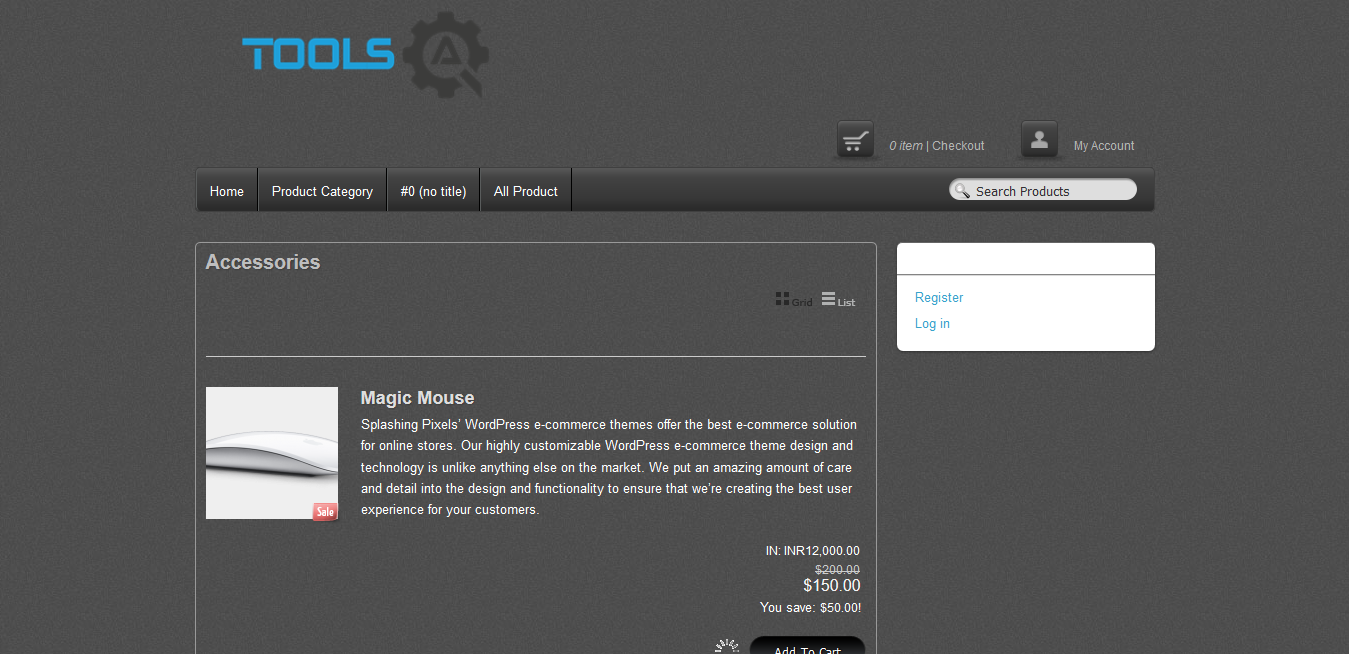 TOOLS QA
0 item | Checkout
My Account
Home
Product Category
#0 (no title)
All Product
Search Products
Accessories
Grid
List
Register
Log in
Magic Mouse
Splashing Pixels’ WordPress e-commerce themes offer the best e-commerce solution
for online stores. Our highly customizable WordPress e-commerce theme design and
technology is unlike anything else on the market. We put an amazing amount of care
and detail into the design and functionality to ensure that we’re creating the best user
experience for your customers.
Sale
IN: INR12,000.00
$200.00
$150.00
You save: $50.00!
Add To Cart